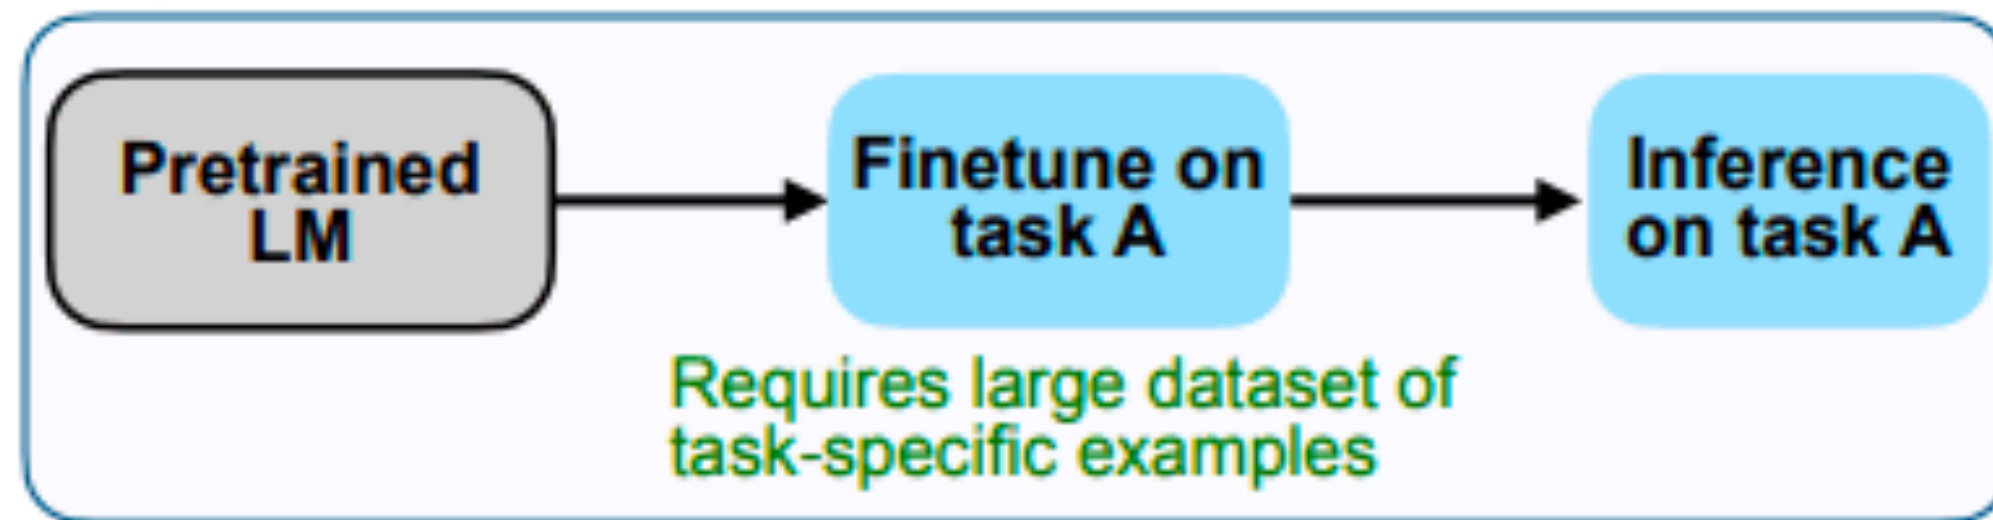 Pretrained
LM
Finetune on
task A
Inference
on task A
Requires large dataset of
task-specific examples